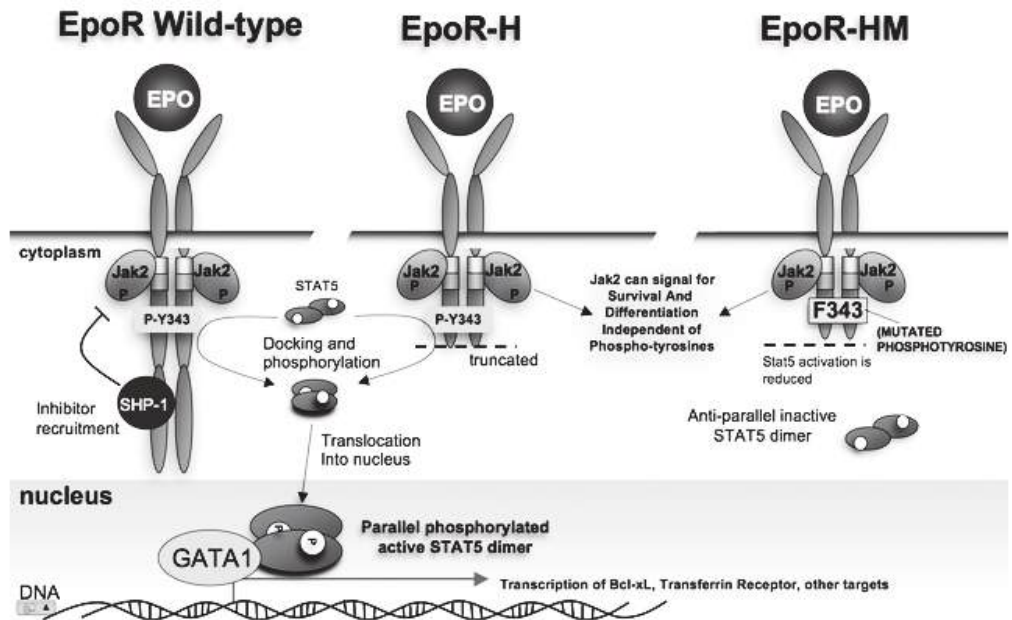 EpoR Wild-type
EpoR-H
EpoR-HM
EPO
EPO
EPO
cytoplasm
Jak2
P
Jak2
P
P-Y343
SHP-1
Inhibitor
recruitment
STAT5
Docking and
phosphorylation
Translocation
Into nucleus
Jak2
P
Jak2
P
P-Y343
truncated
Jak2 can signal for
Survival And
Differentiation
Independent of
Phospho-tyrosines
Jak2
P
Jak2
P
F343
(MUTATED
PHOSPHOTYROSINE)
Stat5 activation is
reduced
Anti-parallel inactive
STAT5 dimer
nucleus
P
P
GATA1
Parallel phosphorylated
active STAT5 dimer
Transcription of Bcl-xL, Transferrin Receptor, other targets
DNA